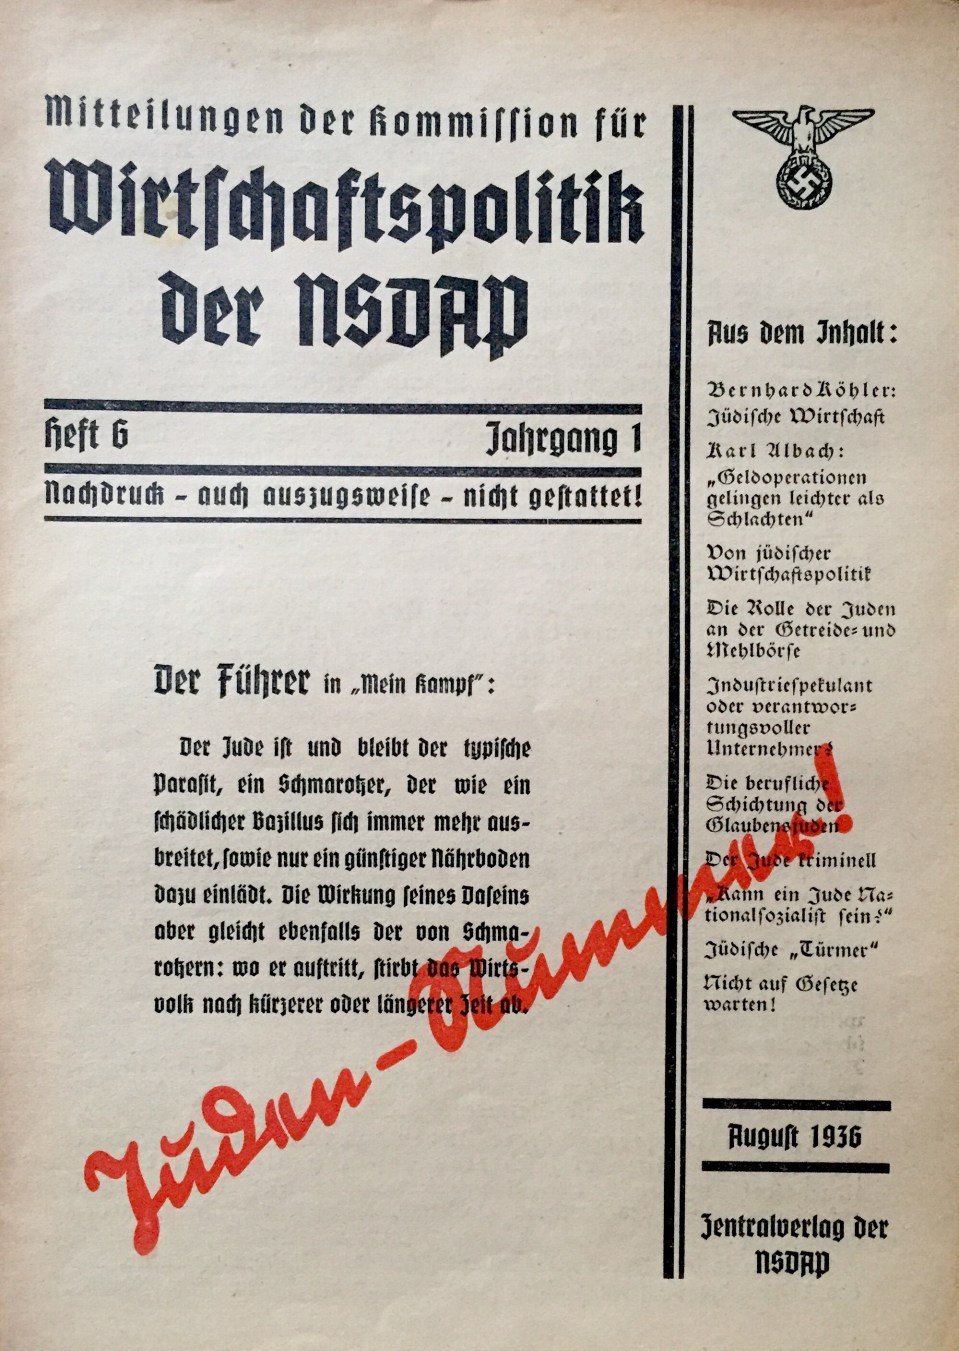 Mitteilungen der Kommission für
Wirtschaftspolitik
der NSDAP
Heft 6 Jahrgang 1
Nachdruck - auch auszugsweise - nicht gestattet!
Der Führer in „Mein Kampf“:
Der Jude ist und bleibt der typische
Parasit, ein Schmarotzer, der wie ein
schädlicher Bazillus sich immer mehr aus-
breitet, sowie nur ein günstiger Nährboden
dazu einlädt. Die Wirkung seines Daseins
aber gleicht ebenfalls der von Schma-
rotzern: wo er auftritt, stirbt das Wirts-
volk nach kürzerer oder längerer Zeit ab.
Juden-Nummer!
Aus dem Inhalt:
Bernhard Köhler:
Jüdische Wirtschaft
Karl Albach:
„Geldoperationen
gelingen leichter als
Schlachten“
Von jüdischer
Wirtschaftspolitik
Die Rolle der Juden
an der Getreide- und
Mehlbörse
Industriespekulant
oder verantwor-
tungsvoller
Unternehmer?
Die berufliche
Schichtung der
Glaubensjuden
Der Jude kriminell
„Kann ein Jude Na-
tionalsozialist sein?“
Jüdische „Türmer“
Nicht auf Gesetze
warten!
August 1936
Zentralverlag der
NSDAP